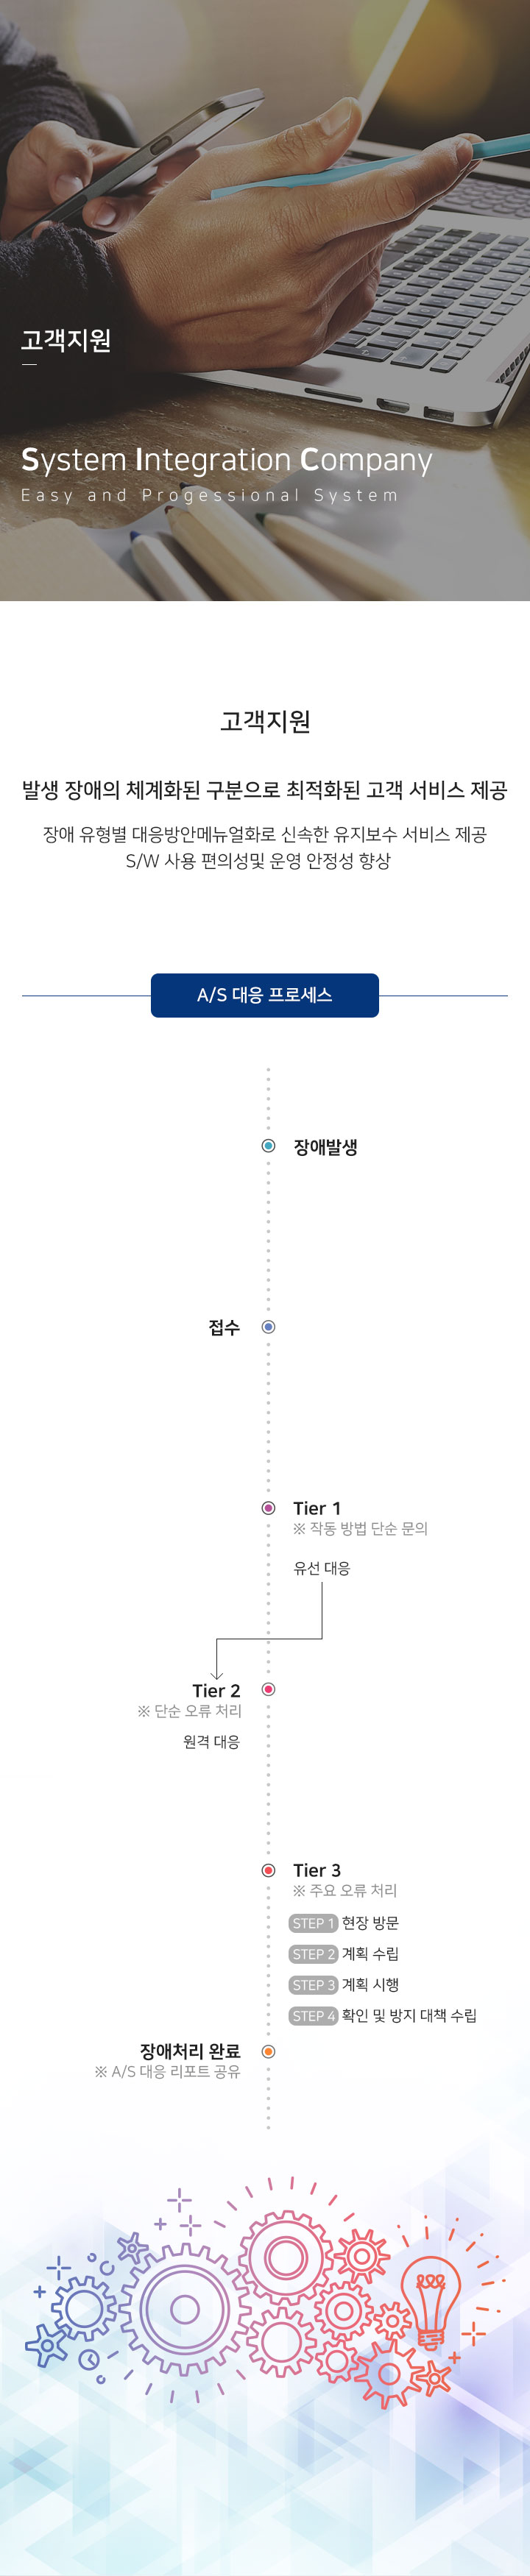 고객지원
System Integration Company
Easy and Progessional System
고객지원
발생 장애의 체계화된 구분으로 최적화된 고객 서비스 제공
장애 유형별 대응방안메뉴얼화로 신속한 유지보수 서비스 제공
S/W 사용 편의성및 운영 안정성 향상
A/S 대응 프로세스
장애발생
접수
Tier 1
※ 작동 방법 단순 문의
유선 대응
Tier 2
※ 단순 오류 처리
원격 대응
Tier 3
※ 주요 오류 처리
STEP 1 현장 방문
STEP 2 계획 수립
STEP 3 계획 시행
STEP 4 확인 및 방지 대책 수립
장애처리 완료
※ A/S 대응 리포트 공유